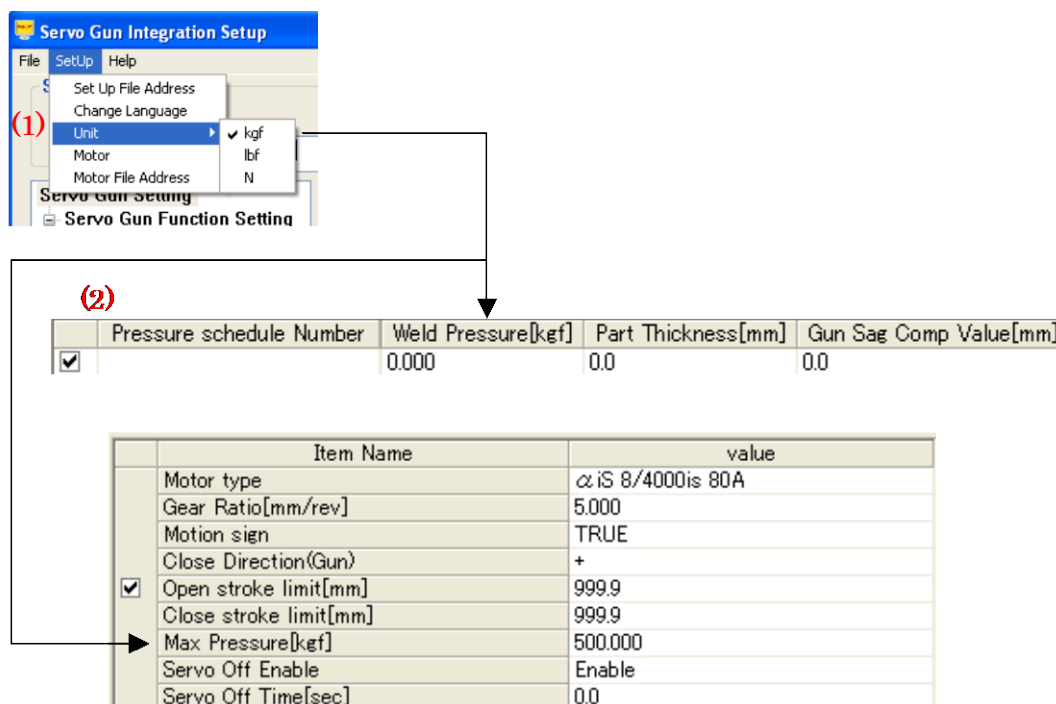 Servo Gun Integration Setup
File SetUp Help
S Set Up File Address
Change Language
(1) Unit ✓ kgf
Motor lbf
Motor File Address N
Servo Gun Setting
Servo Gun Function Setting
(2)
Pressure schedule Number Weld Pressure[kgf] Part Thickness[mm] Gun Sag Comp Value[mm]
0.000 0.0 0.0
Item Name value
Motor type αiS 8/4000is 80A
Gear Ratio[mm/rev] 5.000
Motion sign TRUE
Close Direction(Gun) +
Open stroke limit[mm] 999.9
Close stroke limit[mm] 999.9
Max Pressure[kgf] 500.000
Servo Off Enable Enable
Servo Off Time[sec] 0.0